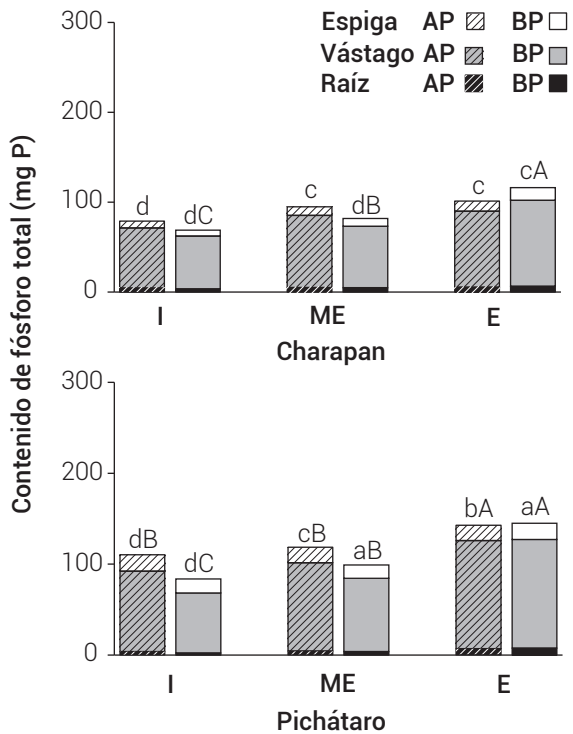 Contenido de fósforo total (mg P)
Espiga AP BP
Vástago AP BP
Raíz AP BP
300
200
100
0
d dC c dB c cA
I ME E
Charapan
300
200
100
0
dB dC cB aB bA aA
I ME E
Pichátaro